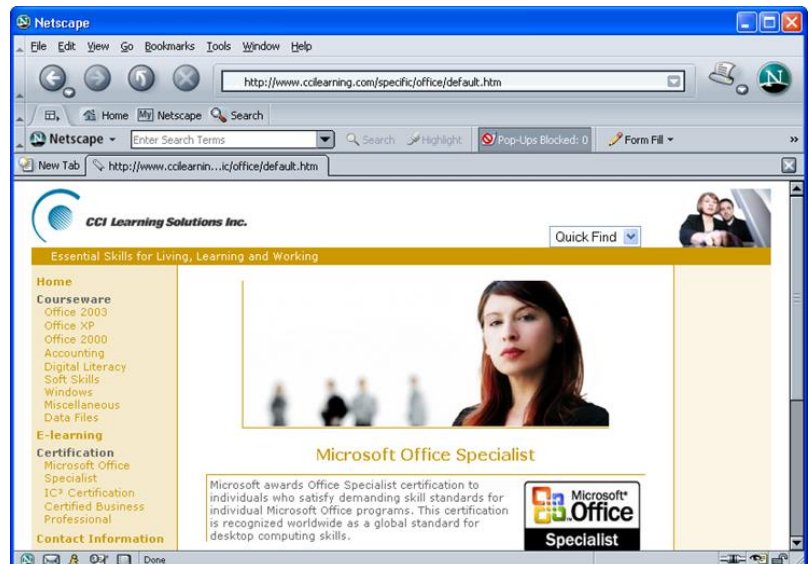 Netscape
File Edit View Go Bookmarks Tools Window Help
http://www.ccilearning.com/specific/office/default.htm
N
Home My Netscape Search
Netscape Enter Search Terms Search Highlight Pop-Ups Blocked: 0 Form Fill »
New Tab http://www.ccilearnin...ic/office/default.htm
CCI Learning Solutions Inc.
Quick Find
Essential Skills for Living, Learning and Working
Home
Courseware
Office 2003
Office XP
Office 2000
Accounting
Digital Literacy
Soft Skills
Windows
Miscellaneous
Data Files
E-learning
Certification
Microsoft Office
Specialist
IC³ Certification
Certified Business
Professional
Contact Information
Microsoft Office Specialist
Microsoft awards Office Specialist certification to
individuals who satisfy demanding skill standards for
individual Microsoft Office programs. This certification
is recognized worldwide as a global standard for
desktop computing skills.
Microsoft
Office
Specialist
Done